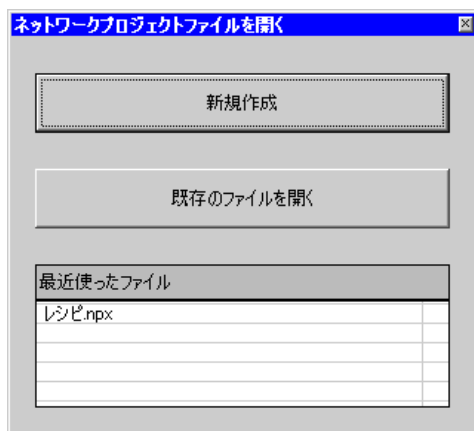 ネットワークプロジェクトファイルを開く
新規作成
既存のファイルを開く
最近使ったファイル
レシピ.npx